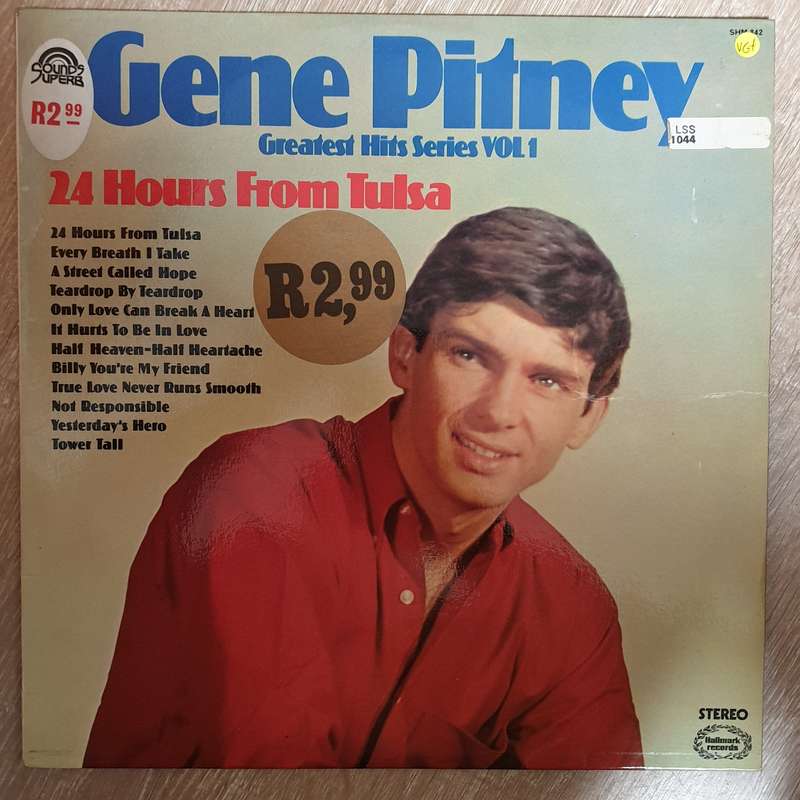 SHM 842
VG+
SOUNDS
SUPERB
R2 99
Gene Pitney
LSS
1044
Greatest Hits Series VOL 1
24 Hours From Tulsa
24 Hours From Tulsa
Every Breath I Take
A Street Called Hope
Teardrop By Teardrop
Only Love Can Break A Heart
It Hurts To Be In Love
Half Heaven-Half Heartache
Billy You're My Friend
True Love Never Runs Smooth
Not Responsible
Yesterday's Hero
Tower Tall
R2,99
STEREO
Hallmark
records